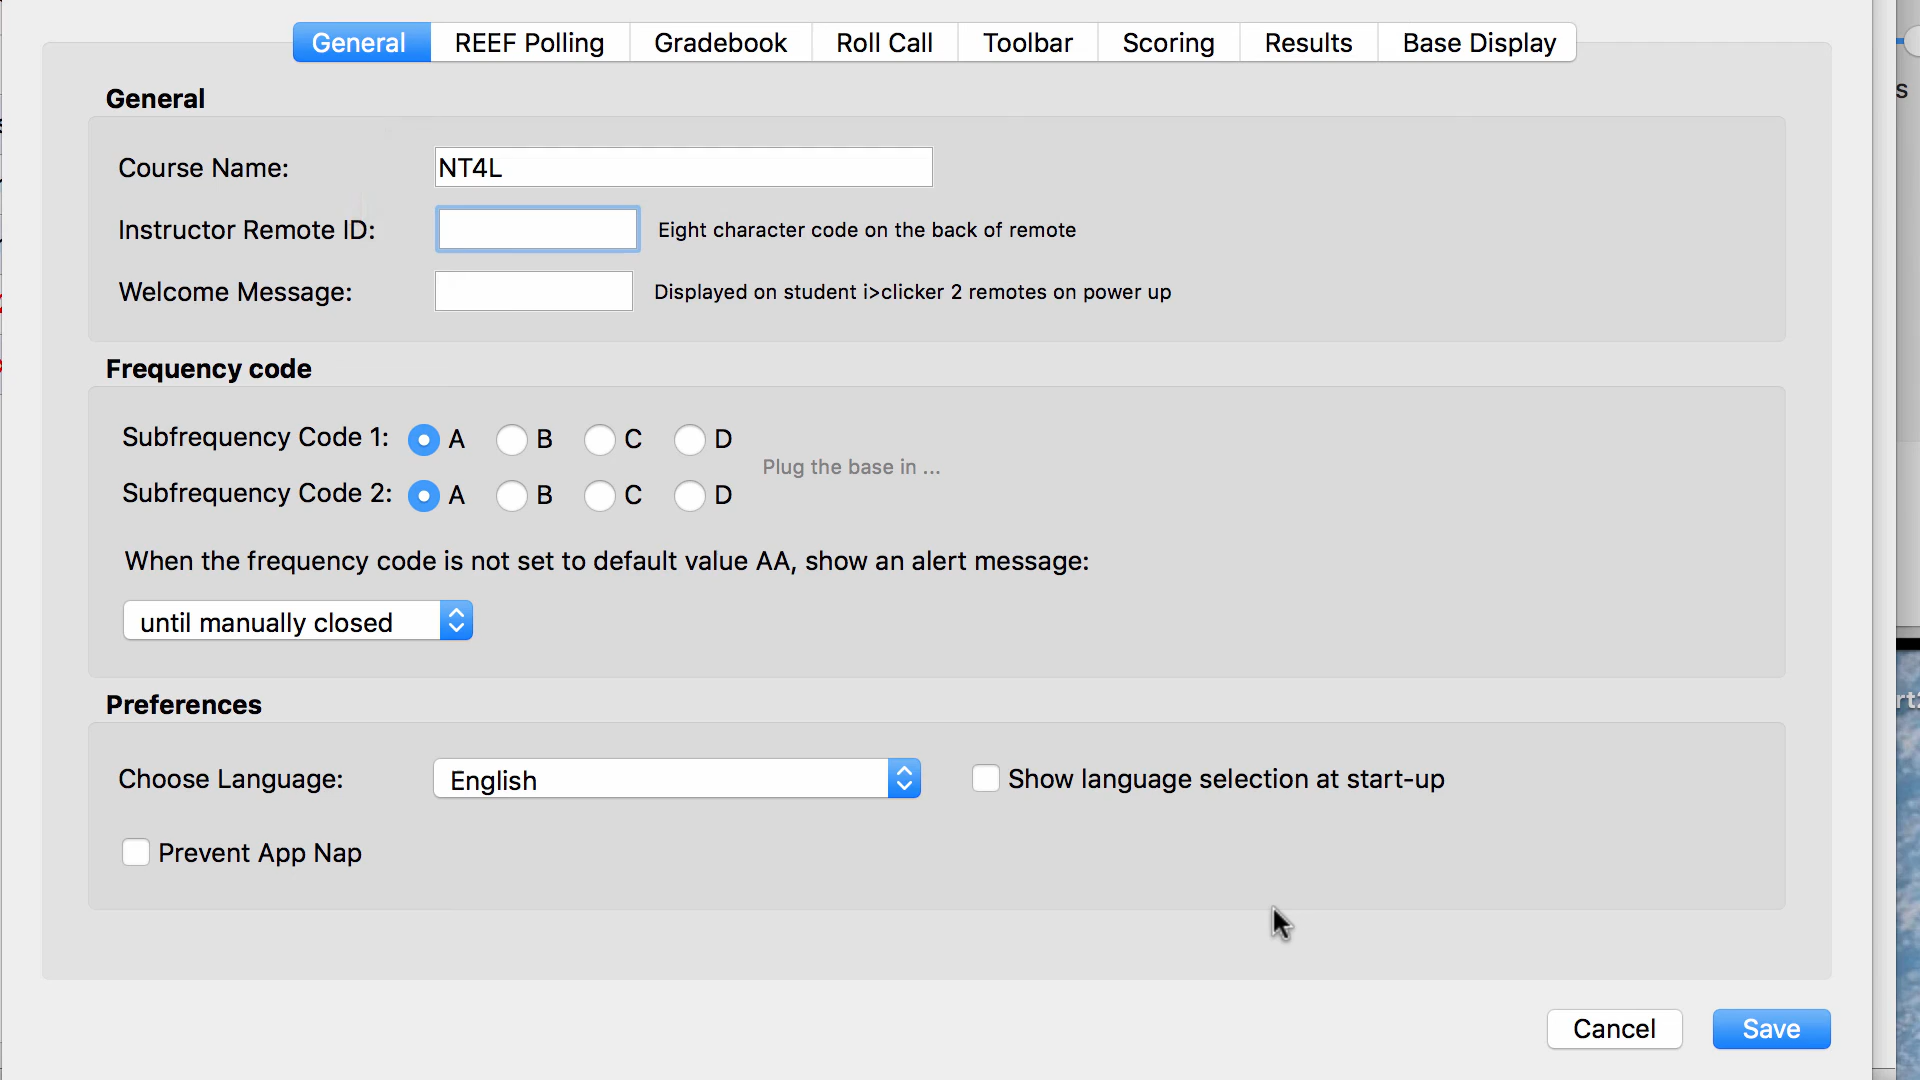 General REEF Polling Gradebook Roll Call Toolbar Scoring Results Base Display
General
Course Name: NT4L
Instructor Remote ID: Eight character code on the back of remote
Welcome Message: Displayed on student i>clicker 2 remotes on power up
Frequency code
Subfrequency Code 1: A B C D
Plug the base in ...
Subfrequency Code 2: A B C D
When the frequency code is not set to default value AA, show an alert message:
until manually closed
Preferences
Choose Language: English Show language selection at start-up
Prevent App Nap
Cancel Save